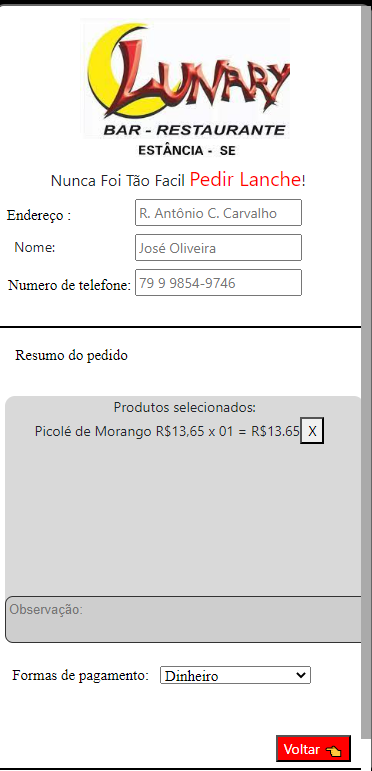 LUNARY
BAR - RESTAURANTE
ESTÂNCIA - SE
Nunca Foi Tão Facil Pedir Lanche!
Endereço : R. Antônio C. Carvalho
Nome: José Oliveira
Numero de telefone: 79 9 9854-9746
Resumo do pedido
Produtos selecionados:
Picolé de Morango R$13,65 x 01 = R$13.65 X
Observação:
Formas de pagamento: Dinheiro
Voltar 👈